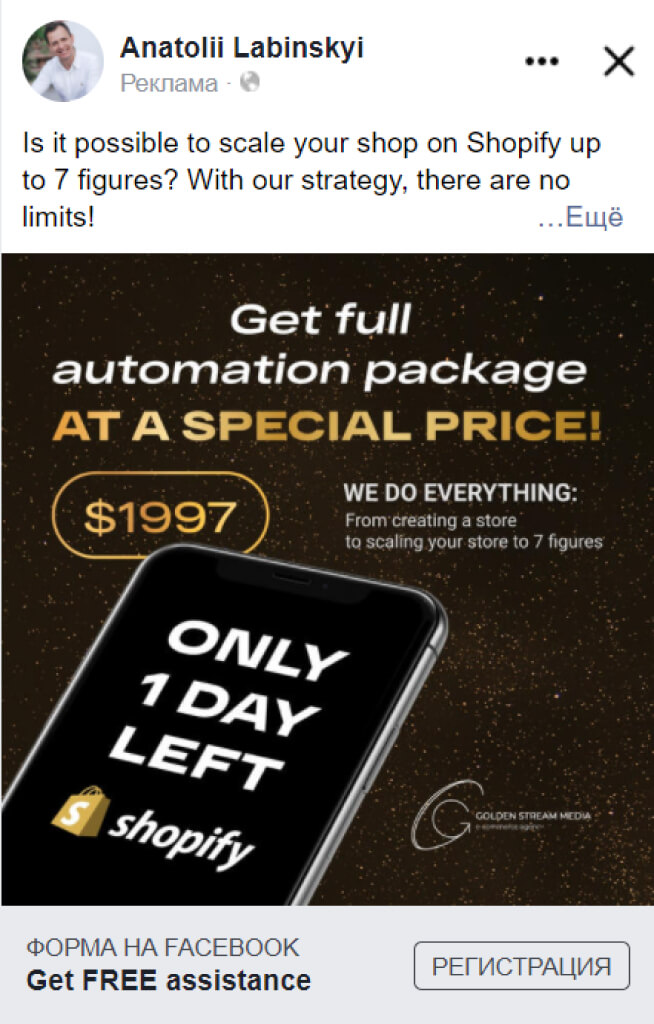 Anatolii Labinskyi
Реклама ·
Is it possible to scale your shop on Shopify up
to 7 figures? With our strategy, there are no
limits!
…Ещё
Get full
automation package
AT A SPECIAL PRICE!
$1997
WE DO EVERYTHING:
From creating a store
to scaling your store to 7 figures
ONLY
1 DAY
LEFT
shopify
GOLDEN STREAM MEDIA
e-commerce agency
ФОРМА НА FACEBOOK
Get FREE assistance
РЕГИСТРАЦИЯ